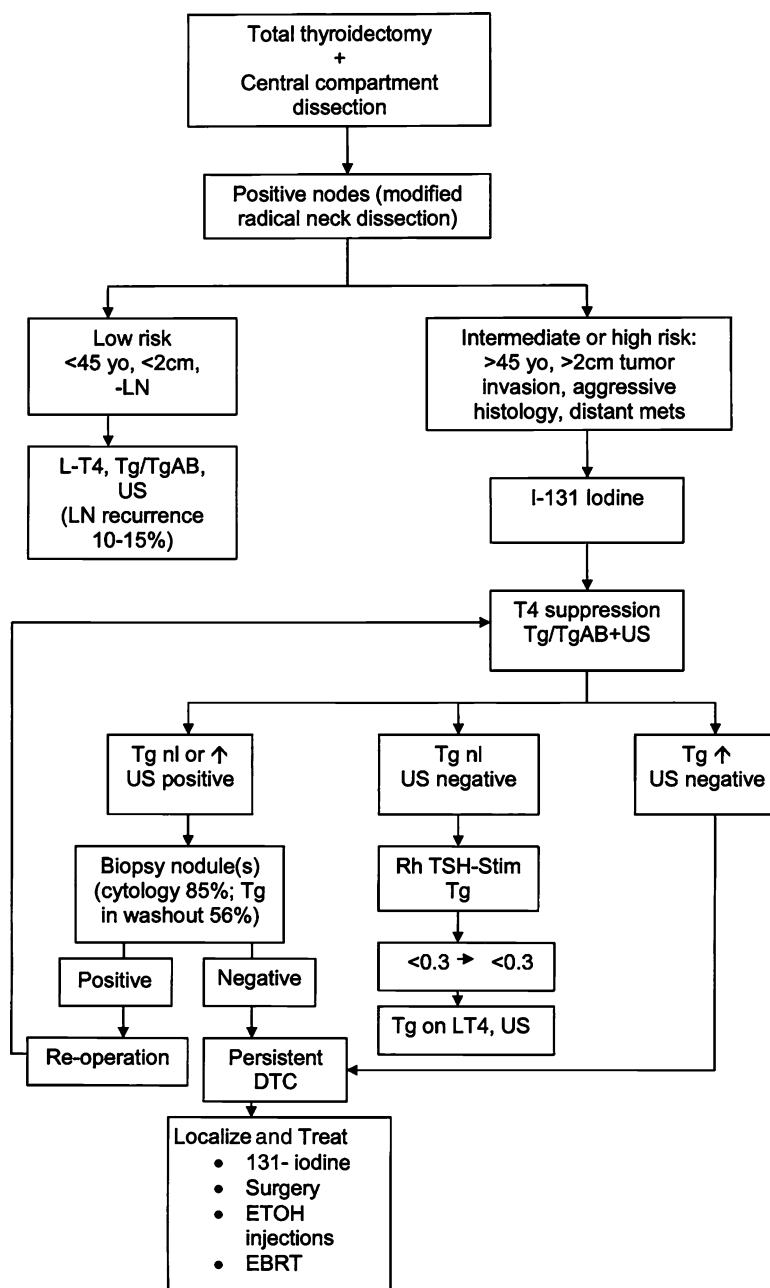 Total thyroidectomy
+
Central compartment
dissection
Positive nodes (modified
radical neck dissection)
Low risk
<45 yo, <2cm,
-LN
Intermediate or high risk:
>45 yo, >2cm tumor
invasion, aggressive
histology, distant mets
L-T4, Tg/TgAB,
US
(LN recurrence
10-15%)
I-131 Iodine
T4 suppression
Tg/TgAB+US
Tg nl or ↑
US positive
Tg nl
US negative
Tg ↑
US negative
Biopsy nodule(s)
(cytology 85%; Tg
in washout 56%)
Rh TSH-Stim
Tg
Positive
Negative
<0.3 → <0.3
Tg on LT4, US
Re-operation
Persistent
DTC
Localize and Treat
• 131- iodine
• Surgery
• ETOH
injections
• EBRT